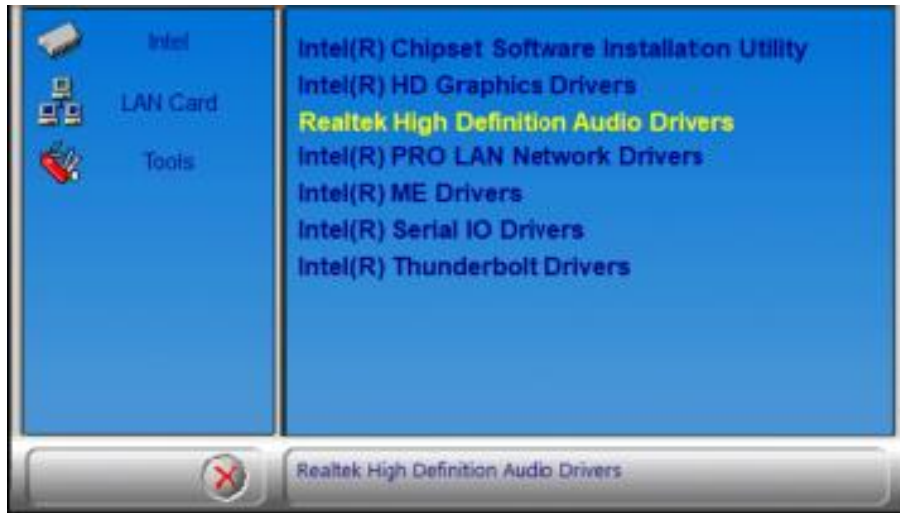 Intel
LAN Card
Tools
Intel(R) Chipset Software Installation Utility
Intel(R) HD Graphics Drivers
Realtek High Definition Audio Drivers
Intel(R) PRO LAN Network Drivers
Intel(R) ME Drivers
Intel(R) Serial IO Drivers
Intel(R) Thunderbolt Drivers
Realtek High Definition Audio Drivers